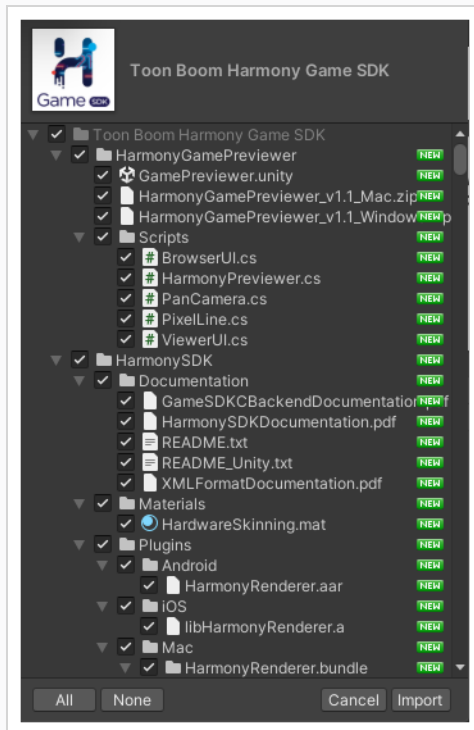 Game SDK
Toon Boom Harmony Game SDK
Toon Boom Harmony Game SDK
HarmonyGamePreviewer NEW
GamePreviewer.unity NEW
HarmonyGamePreviewer_v1.1_Mac.zip NEW
HarmonyGamePreviewer_v1.1_Window NEW p
Scripts NEW
BrowserUI.cs NEW
HarmonyPreviewer.cs NEW
PanCamera.cs NEW
PixelLine.cs NEW
ViewerUI.cs NEW
HarmonySDK NEW
Documentation NEW
GameSDKCBackendDocumentation NEW
HarmonySDKDocumentation.pdf NEW
README.txt NEW
README_Unity.txt NEW
XMLFormatDocumentation.pdf NEW
Materials NEW
HardwareSkinning.mat NEW
Plugins NEW
Android NEW
HarmonyRenderer.aar NEW
iOS NEW
libHarmonyRenderer.a NEW
Mac NEW
HarmonyRenderer.bundle NEW
All None Cancel Import